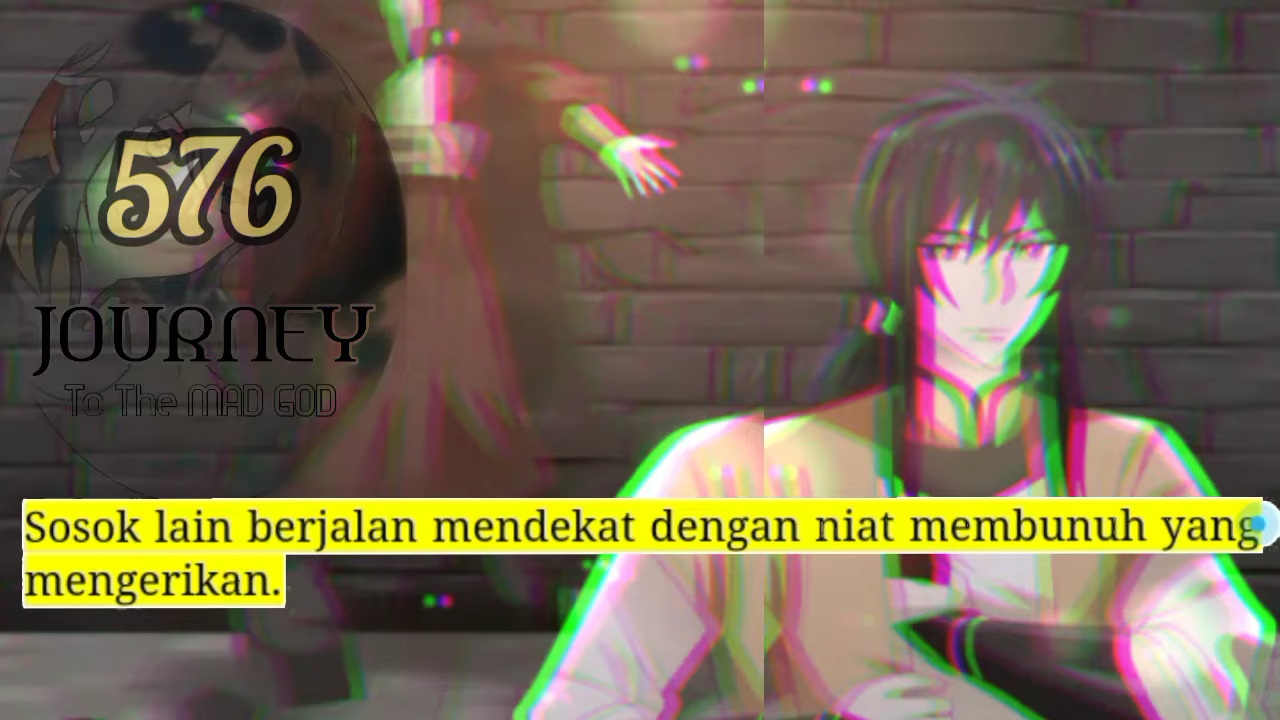 576
JOURNEY
To The MAD GOD
Sosok lain berjalan mendekat dengan niat membunuh yang
mengerikan.